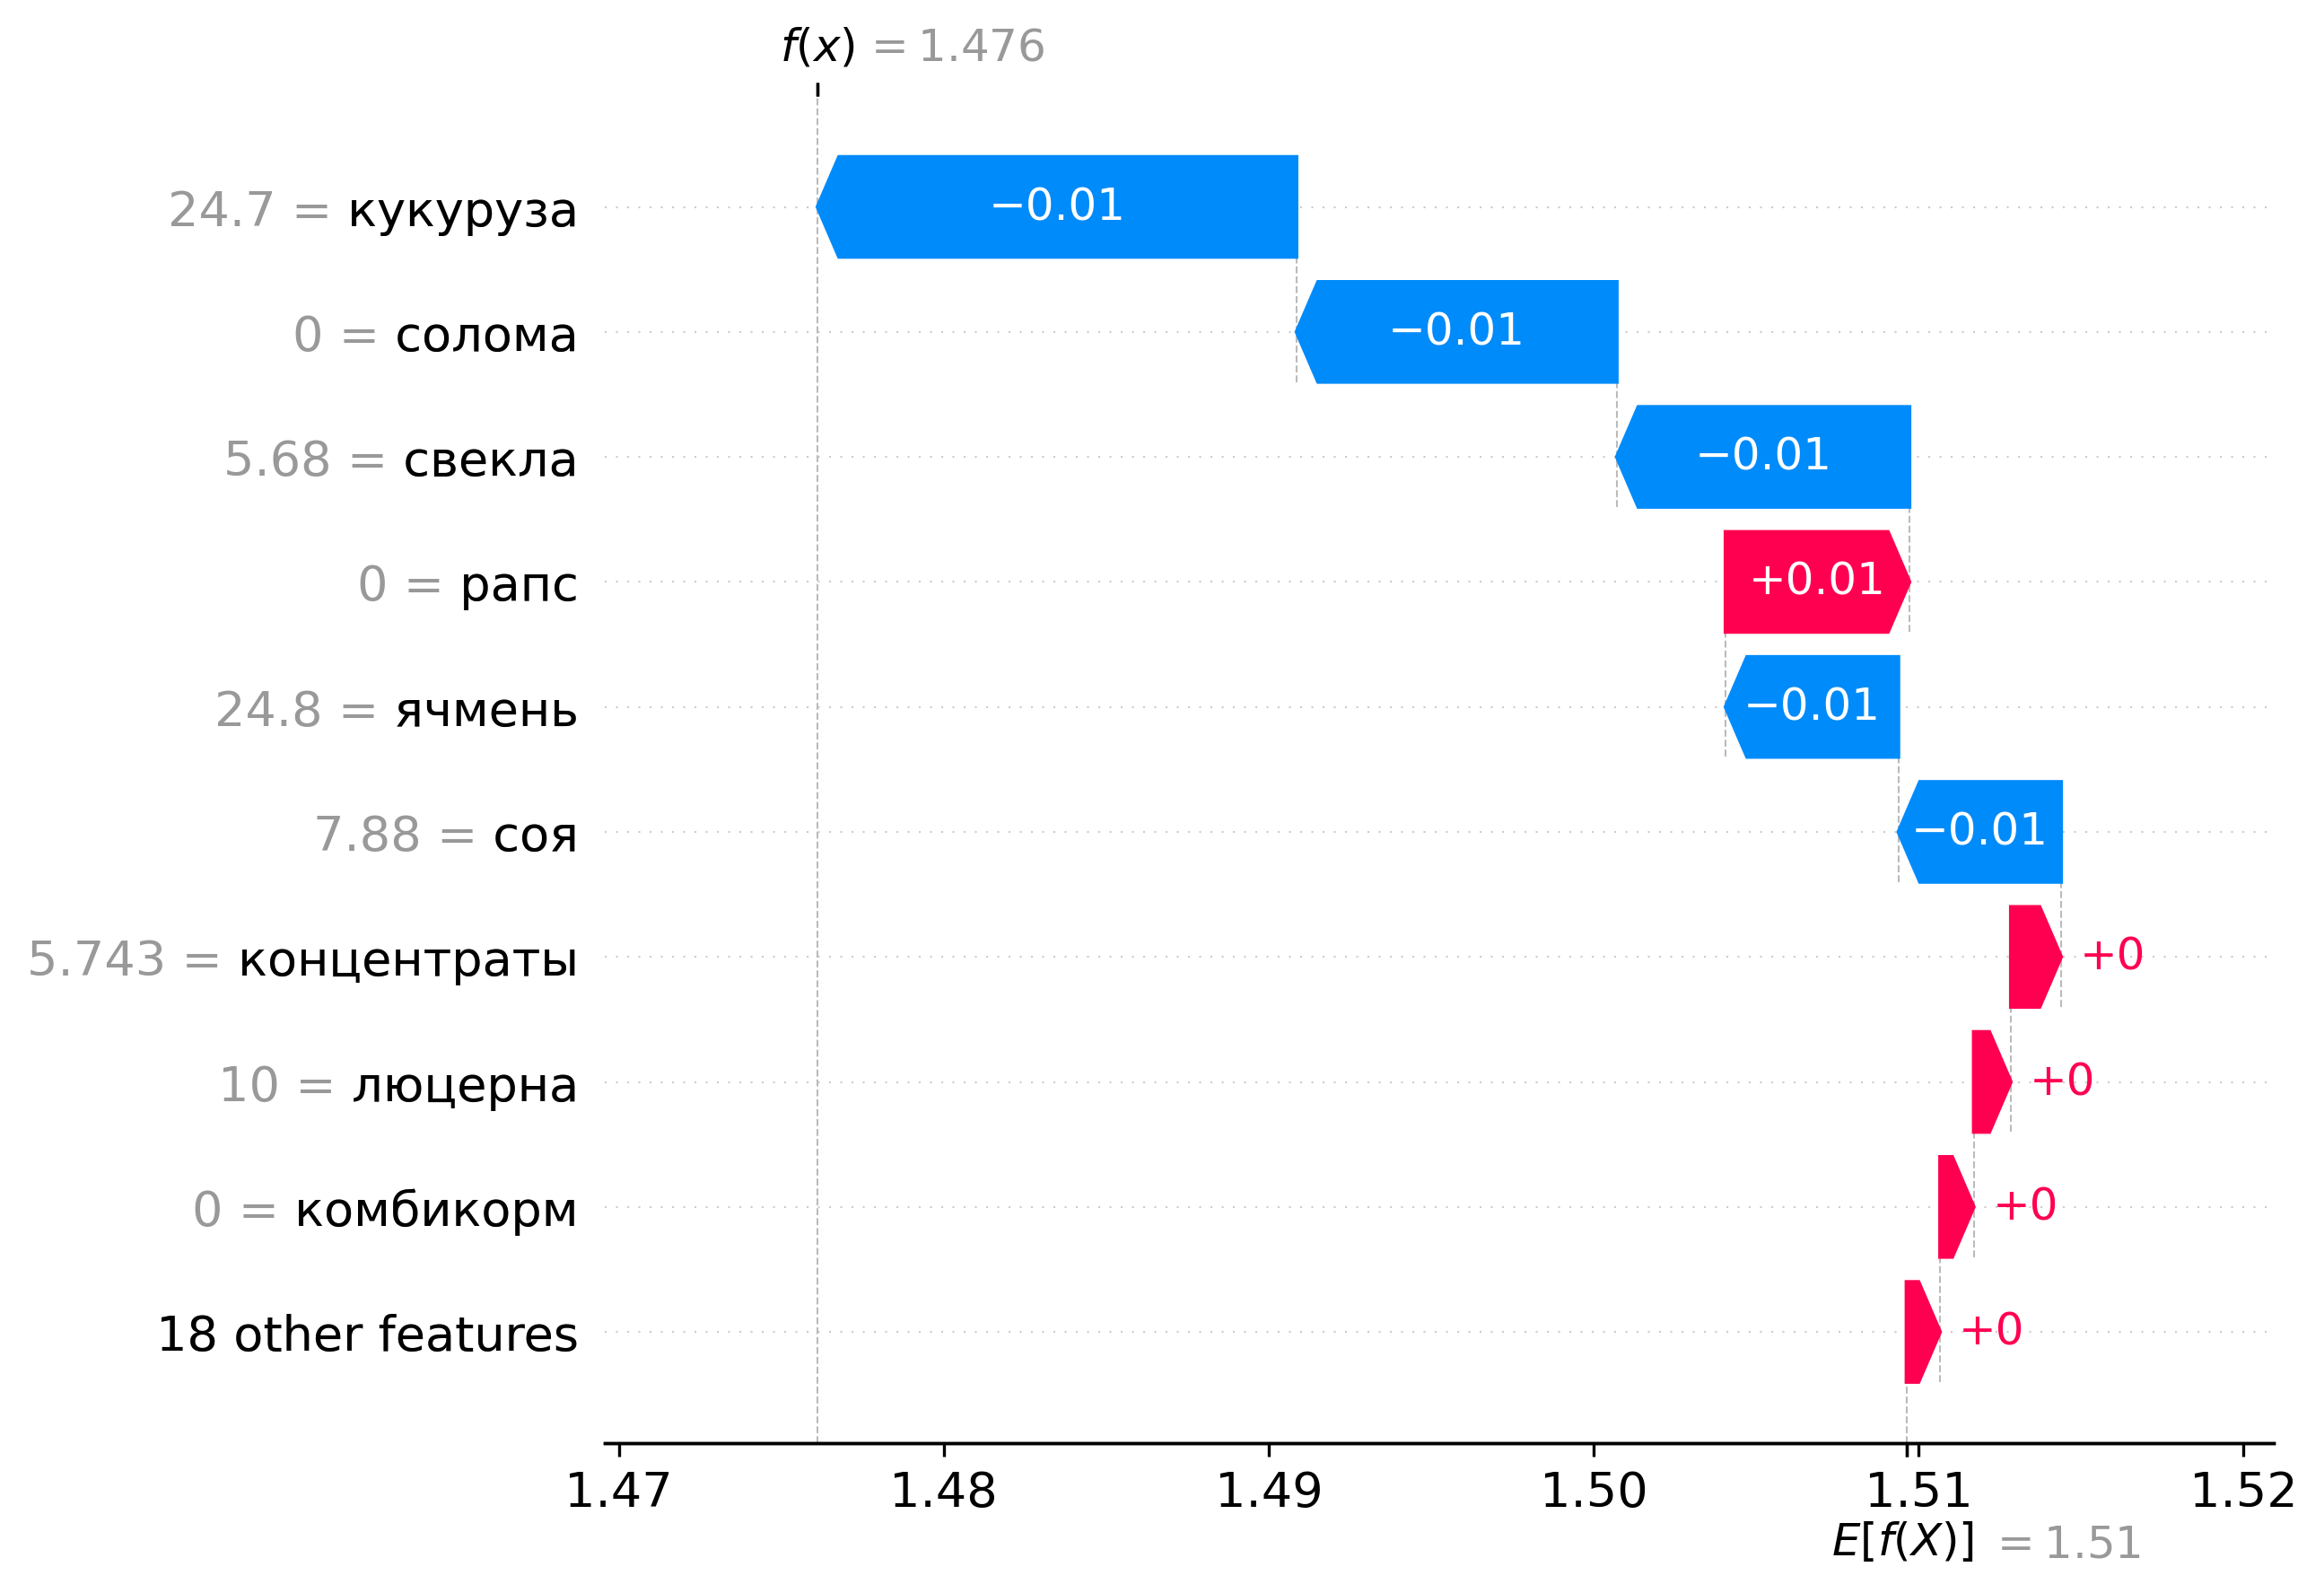 f(x) = 1.476
24.7 = кукуруза
−0.01
0 = солома
−0.01
5.68 = свекла
−0.01
0 = рапс
+0.01
24.8 = ячмень
−0.01
7.88 = соя
−0.01
5.743 = концентраты
+0
10 = люцерна
+0
0 = комбикорм
+0
18 other features
+0
1.47 1.48 1.49 1.50 1.51 1.52
E[f(X)] = 1.51